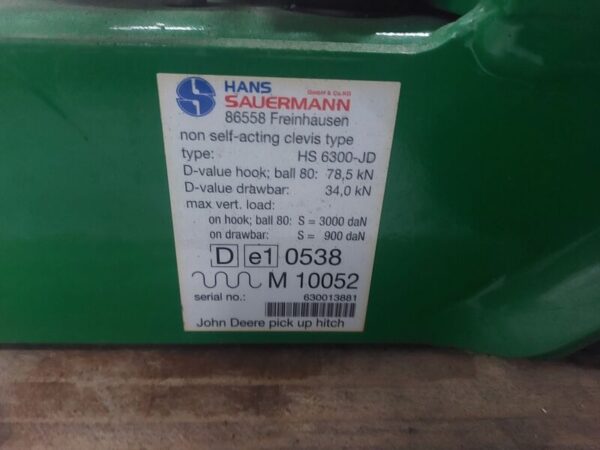 HANS
SAUERMANN
GmbH & Co.KG
86558 Freinhausen
non self-acting clevis type
type: HS 6300-JD
D-value hook; ball 80: 78,5 kN
D-value drawbar: 34,0 kN
max vert. load:
on hook; ball 80: S = 3000 daN
on drawbar: S = 900 daN
D e1 0538
M 10052
serial no.: 630013881
John Deere pick up hitch